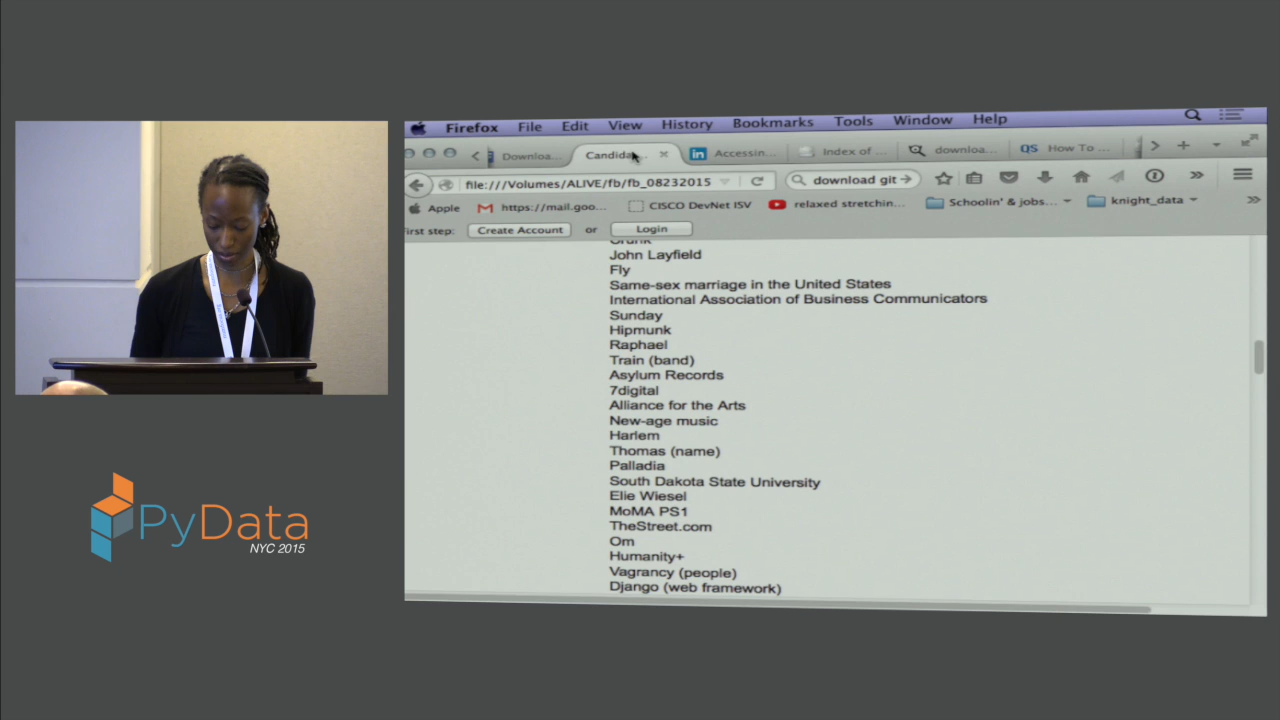 Firefox File Edit View History Bookmarks Tools Window Help
Downloa... Candida... Accessin... Index of ... downloa... How To ...
file:///Volumes/ALIVE/fb/fb_08232015 download git
Apple https://mail.goo... CISCO DevNet ISV relaxed stretchin... Schoolin' & jobs... knight_data
irst step: Create Account or Login
Crunk
John Layfield
Fly
Same-sex marriage in the United States
International Association of Business Communicators
Sunday
Hipmunk
Raphael
Train (band)
Asylum Records
7digital
Alliance for the Arts
New-age music
Harlem
Thomas (name)
Palladia
South Dakota State University
Elie Wiesel
MoMA PS1
TheStreet.com
Om
Humanity+
Vagrancy (people)
Django (web framework)
PyData
NYC 2015